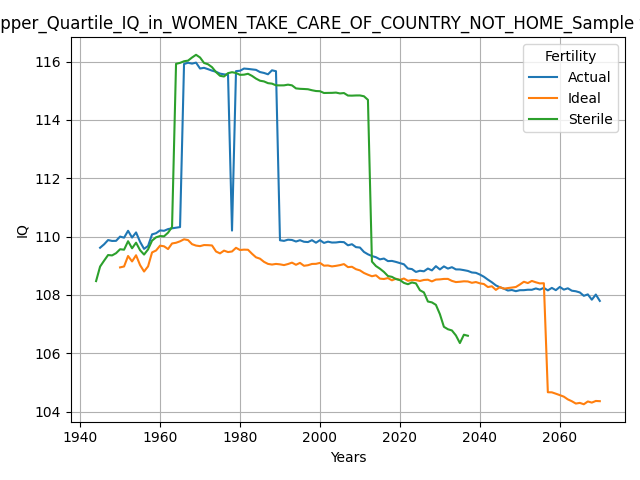 pper_Quartile_IQ_in_WOMEN_TAKE_CARE_OF_COUNTRY_NOT_HOME_Sample
Fertility
Actual
Ideal
Sterile
116
114
112
110
108
106
104
IQ
1940 1960 1980 2000 2020 2040 2060
Years